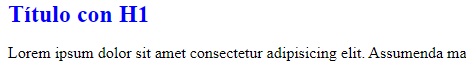 Título con H1
Lorem ipsum dolor sit amet consectetur adipisicing elit. Assumenda ma